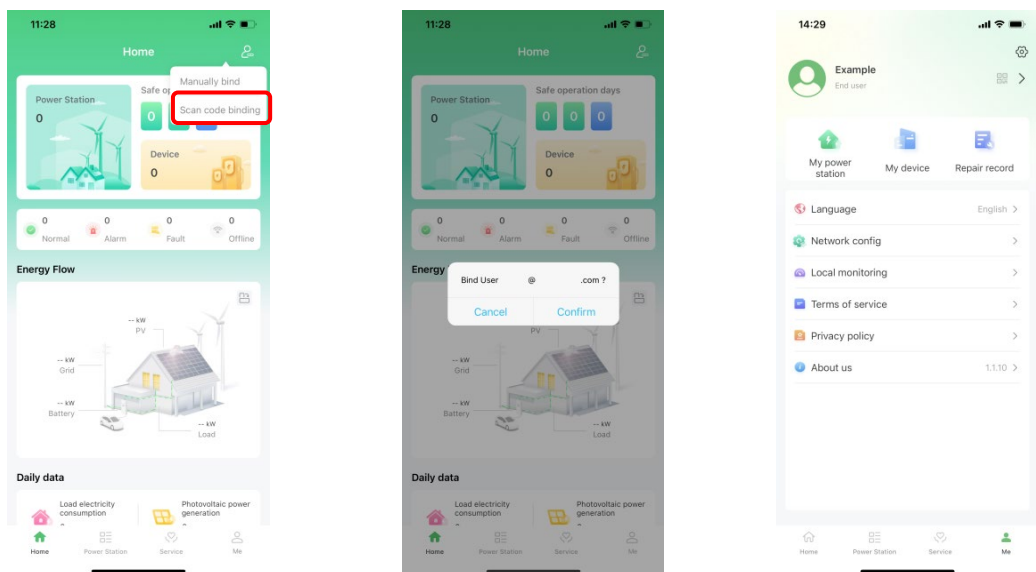 11:28
Home
Manually bind
Scan code binding
Power Station
0
Safe op
0
Device
0
0
Normal
0
Alarm
0
Fault
0
Offline
Energy Flow
-- kW
PV
-- kW
Grid
-- kW
Battery
-- kW
Load
Daily data
Load electricity
consumption
Photovoltaic power
generation
Home
Power Station
Service
Me
11:28
Home
Power Station
0
Safe operation days
0 0 0
Device
0
0
Normal
0
Alarm
0
Fault
0
Offline
Energy
Bind User @ .com ?
Cancel
Confirm
PV
-- kW
Grid
-- kW
Battery
-- kW
Load
Daily data
Load electricity
consumption
Photovoltaic power
generation
Home
Power Station
Service
Me
14:29
Example
End user
My power
station
My device
Repair record
Language
English
Network config
Local monitoring
Terms of service
Privacy policy
About us
1.1.10
Home
Power Station
Service
Me